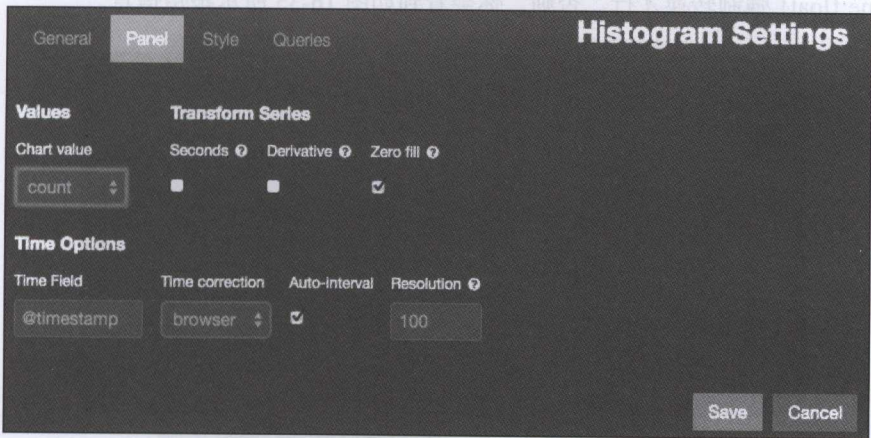 General Panel Style Queries
Histogram Settings
Values Transform Series
Chart value Seconds Derivative Zero fill
count
Time Options
Time Field Time correction Auto-interval Resolution
@timestamp browser 100
Save Cancel